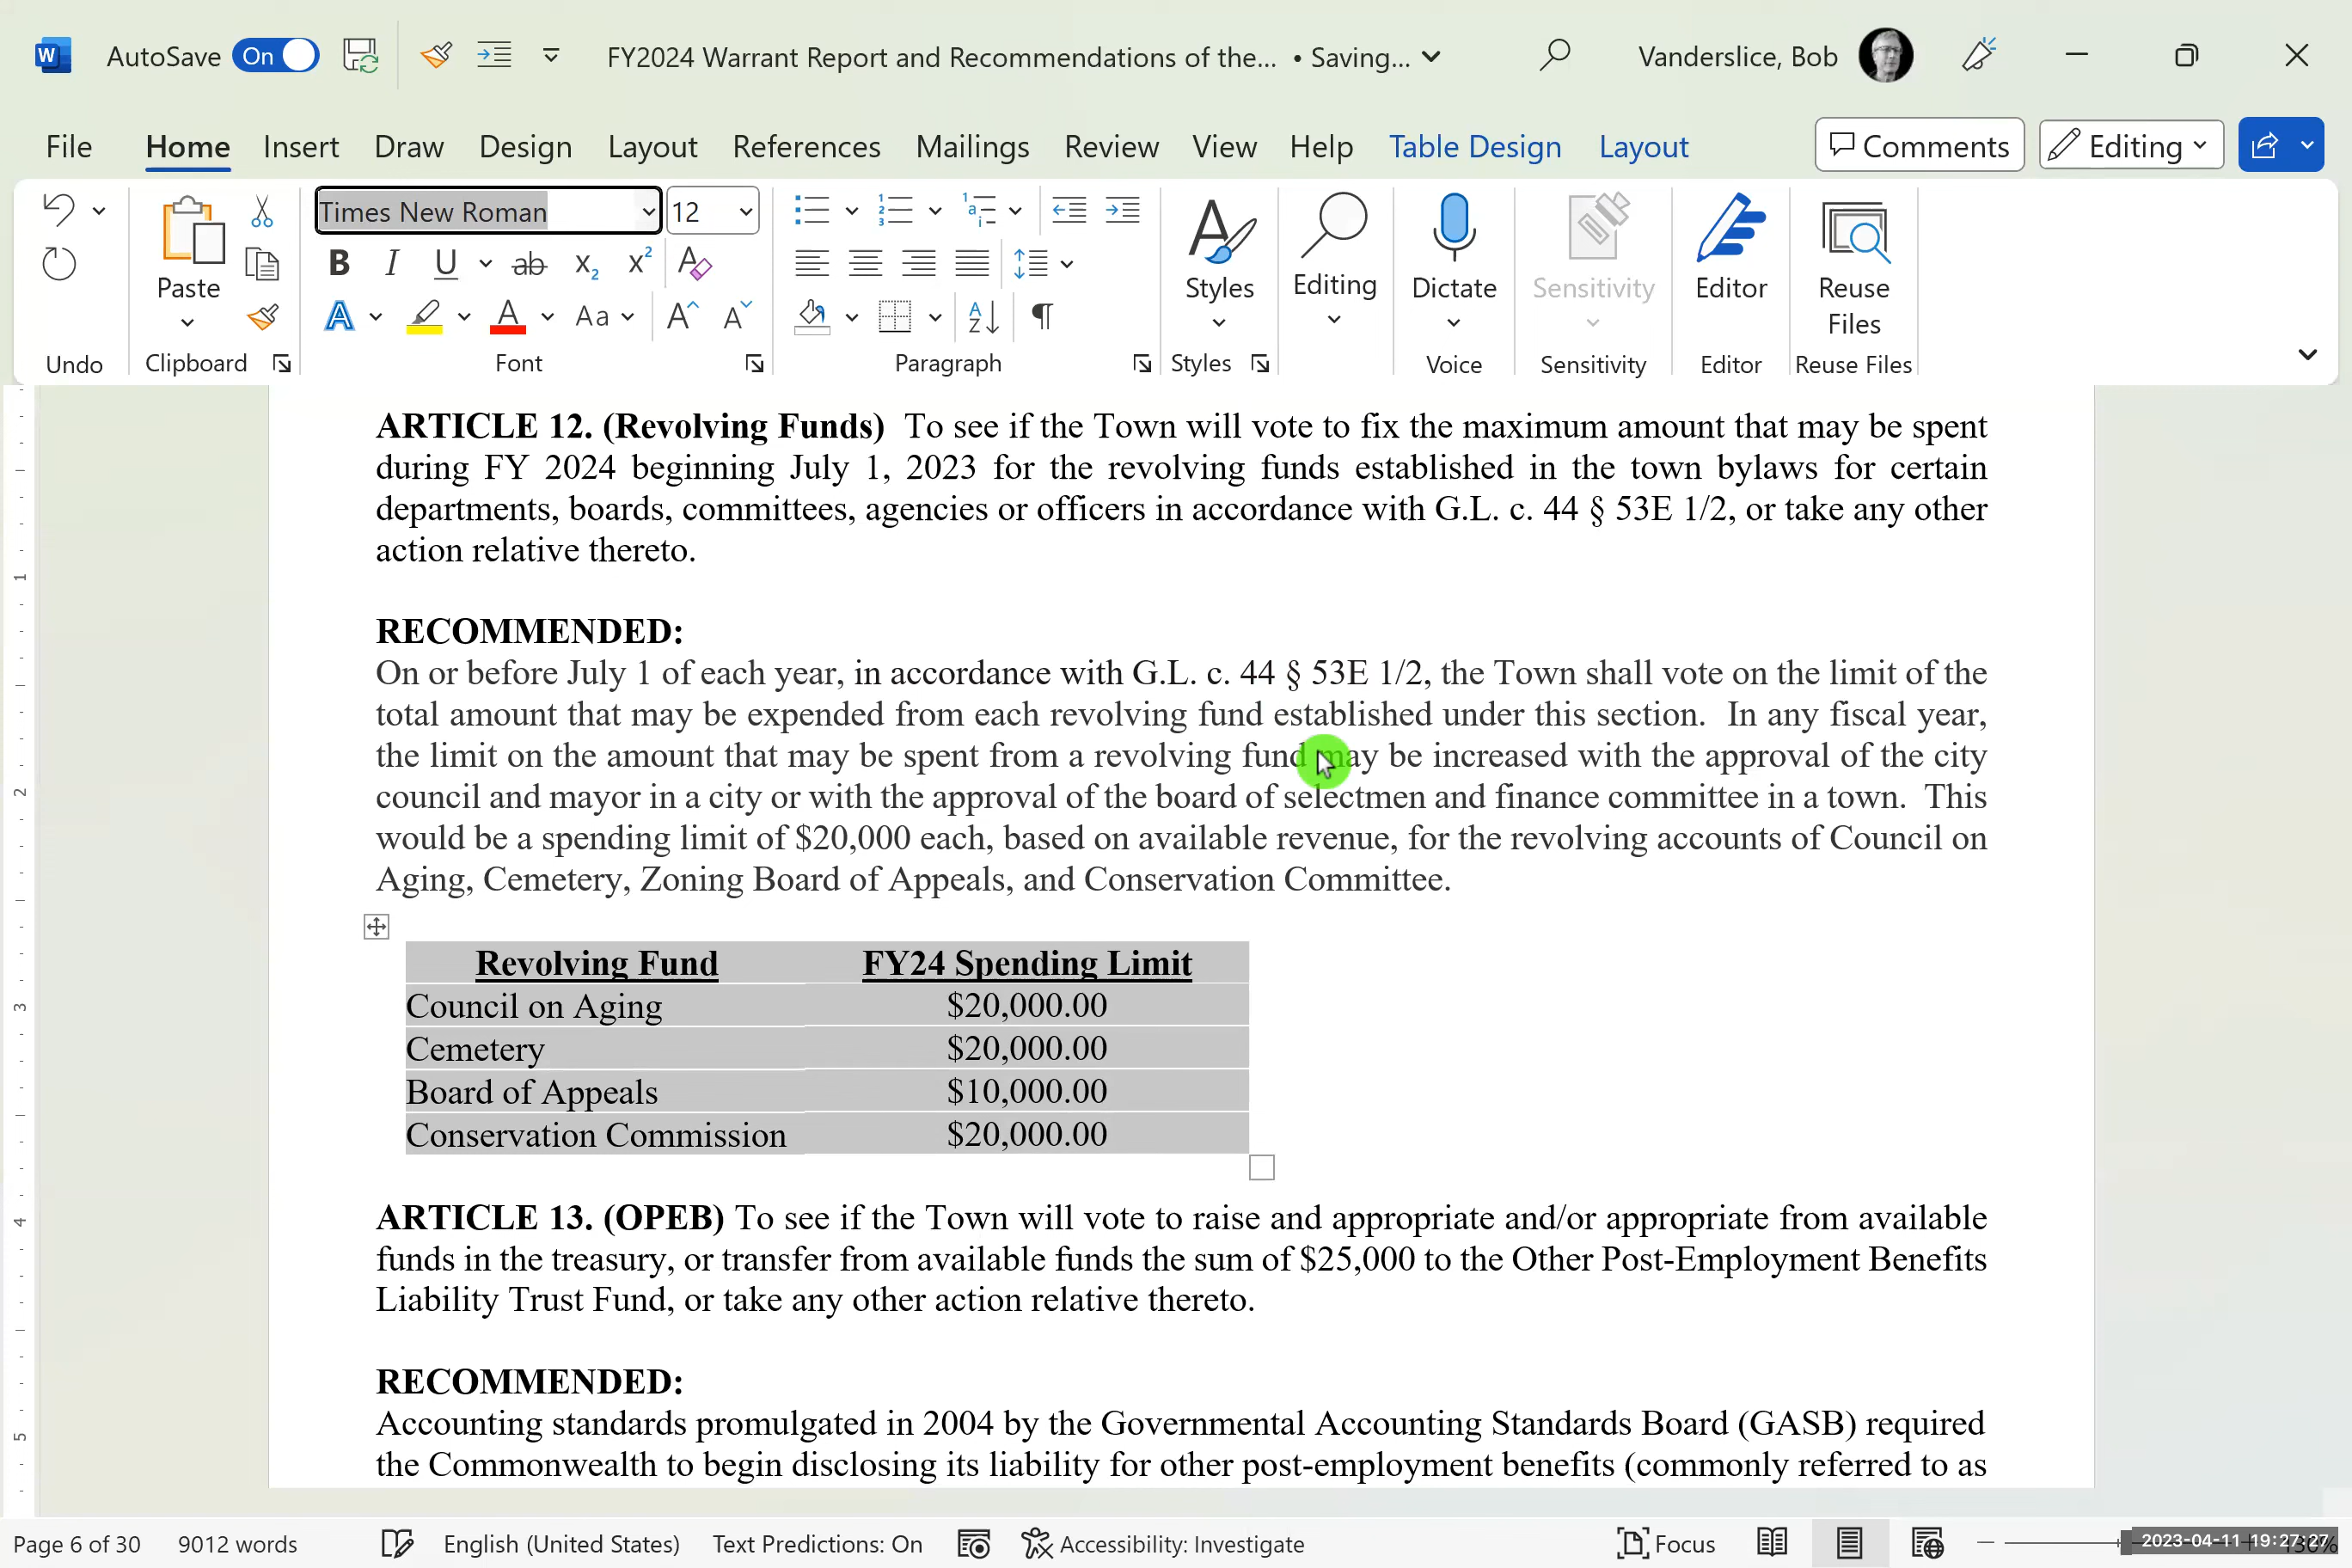 AutoSave On FY2024 Warrant Report and Recommendations of the... • Saving... Vanderslice, Bob
File Home Insert Draw Design Layout References Mailings Review View Help Table Design Layout Comments Editing
Times New Roman 12
Paste Styles Editing Dictate Sensitivity Editor Reuse Files
Undo Clipboard Font Paragraph Styles Voice Sensitivity Editor Reuse Files
ARTICLE 12. (Revolving Funds) To see if the Town will vote to fix the maximum amount that may be spent
during FY 2024 beginning July 1, 2023 for the revolving funds established in the town bylaws for certain
departments, boards, committees, agencies or officers in accordance with G.L. c. 44 § 53E 1/2, or take any other
action relative thereto.
RECOMMENDED:
On or before July 1 of each year, in accordance with G.L. c. 44 § 53E 1/2, the Town shall vote on the limit of the
total amount that may be expended from each revolving fund established under this section. In any fiscal year,
the limit on the amount that may be spent from a revolving fund may be increased with the approval of the city
council and mayor in a city or with the approval of the board of selectmen and finance committee in a town. This
would be a spending limit of $20,000 each, based on available revenue, for the revolving accounts of Council on
Aging, Cemetery, Zoning Board of Appeals, and Conservation Committee.
Revolving Fund FY24 Spending Limit
Council on Aging $20,000.00
Cemetery $20,000.00
Board of Appeals $10,000.00
Conservation Commission $20,000.00
ARTICLE 13. (OPEB) To see if the Town will vote to raise and appropriate and/or appropriate from available
funds in the treasury, or transfer from available funds the sum of $25,000 to the Other Post-Employment Benefits
Liability Trust Fund, or take any other action relative thereto.
RECOMMENDED:
Accounting standards promulgated in 2004 by the Governmental Accounting Standards Board (GASB) required
the Commonwealth to begin disclosing its liability for other post-employment benefits (commonly referred to as
Page 6 of 30 9012 words English (United States) Text Predictions: On Accessibility: Investigate Focus 2023-04-11 19:27:27